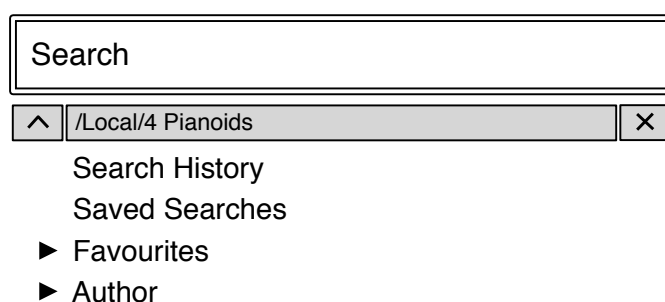 Search
/Local/4 Pianoids
Search History
Saved Searches
Favourites
Author